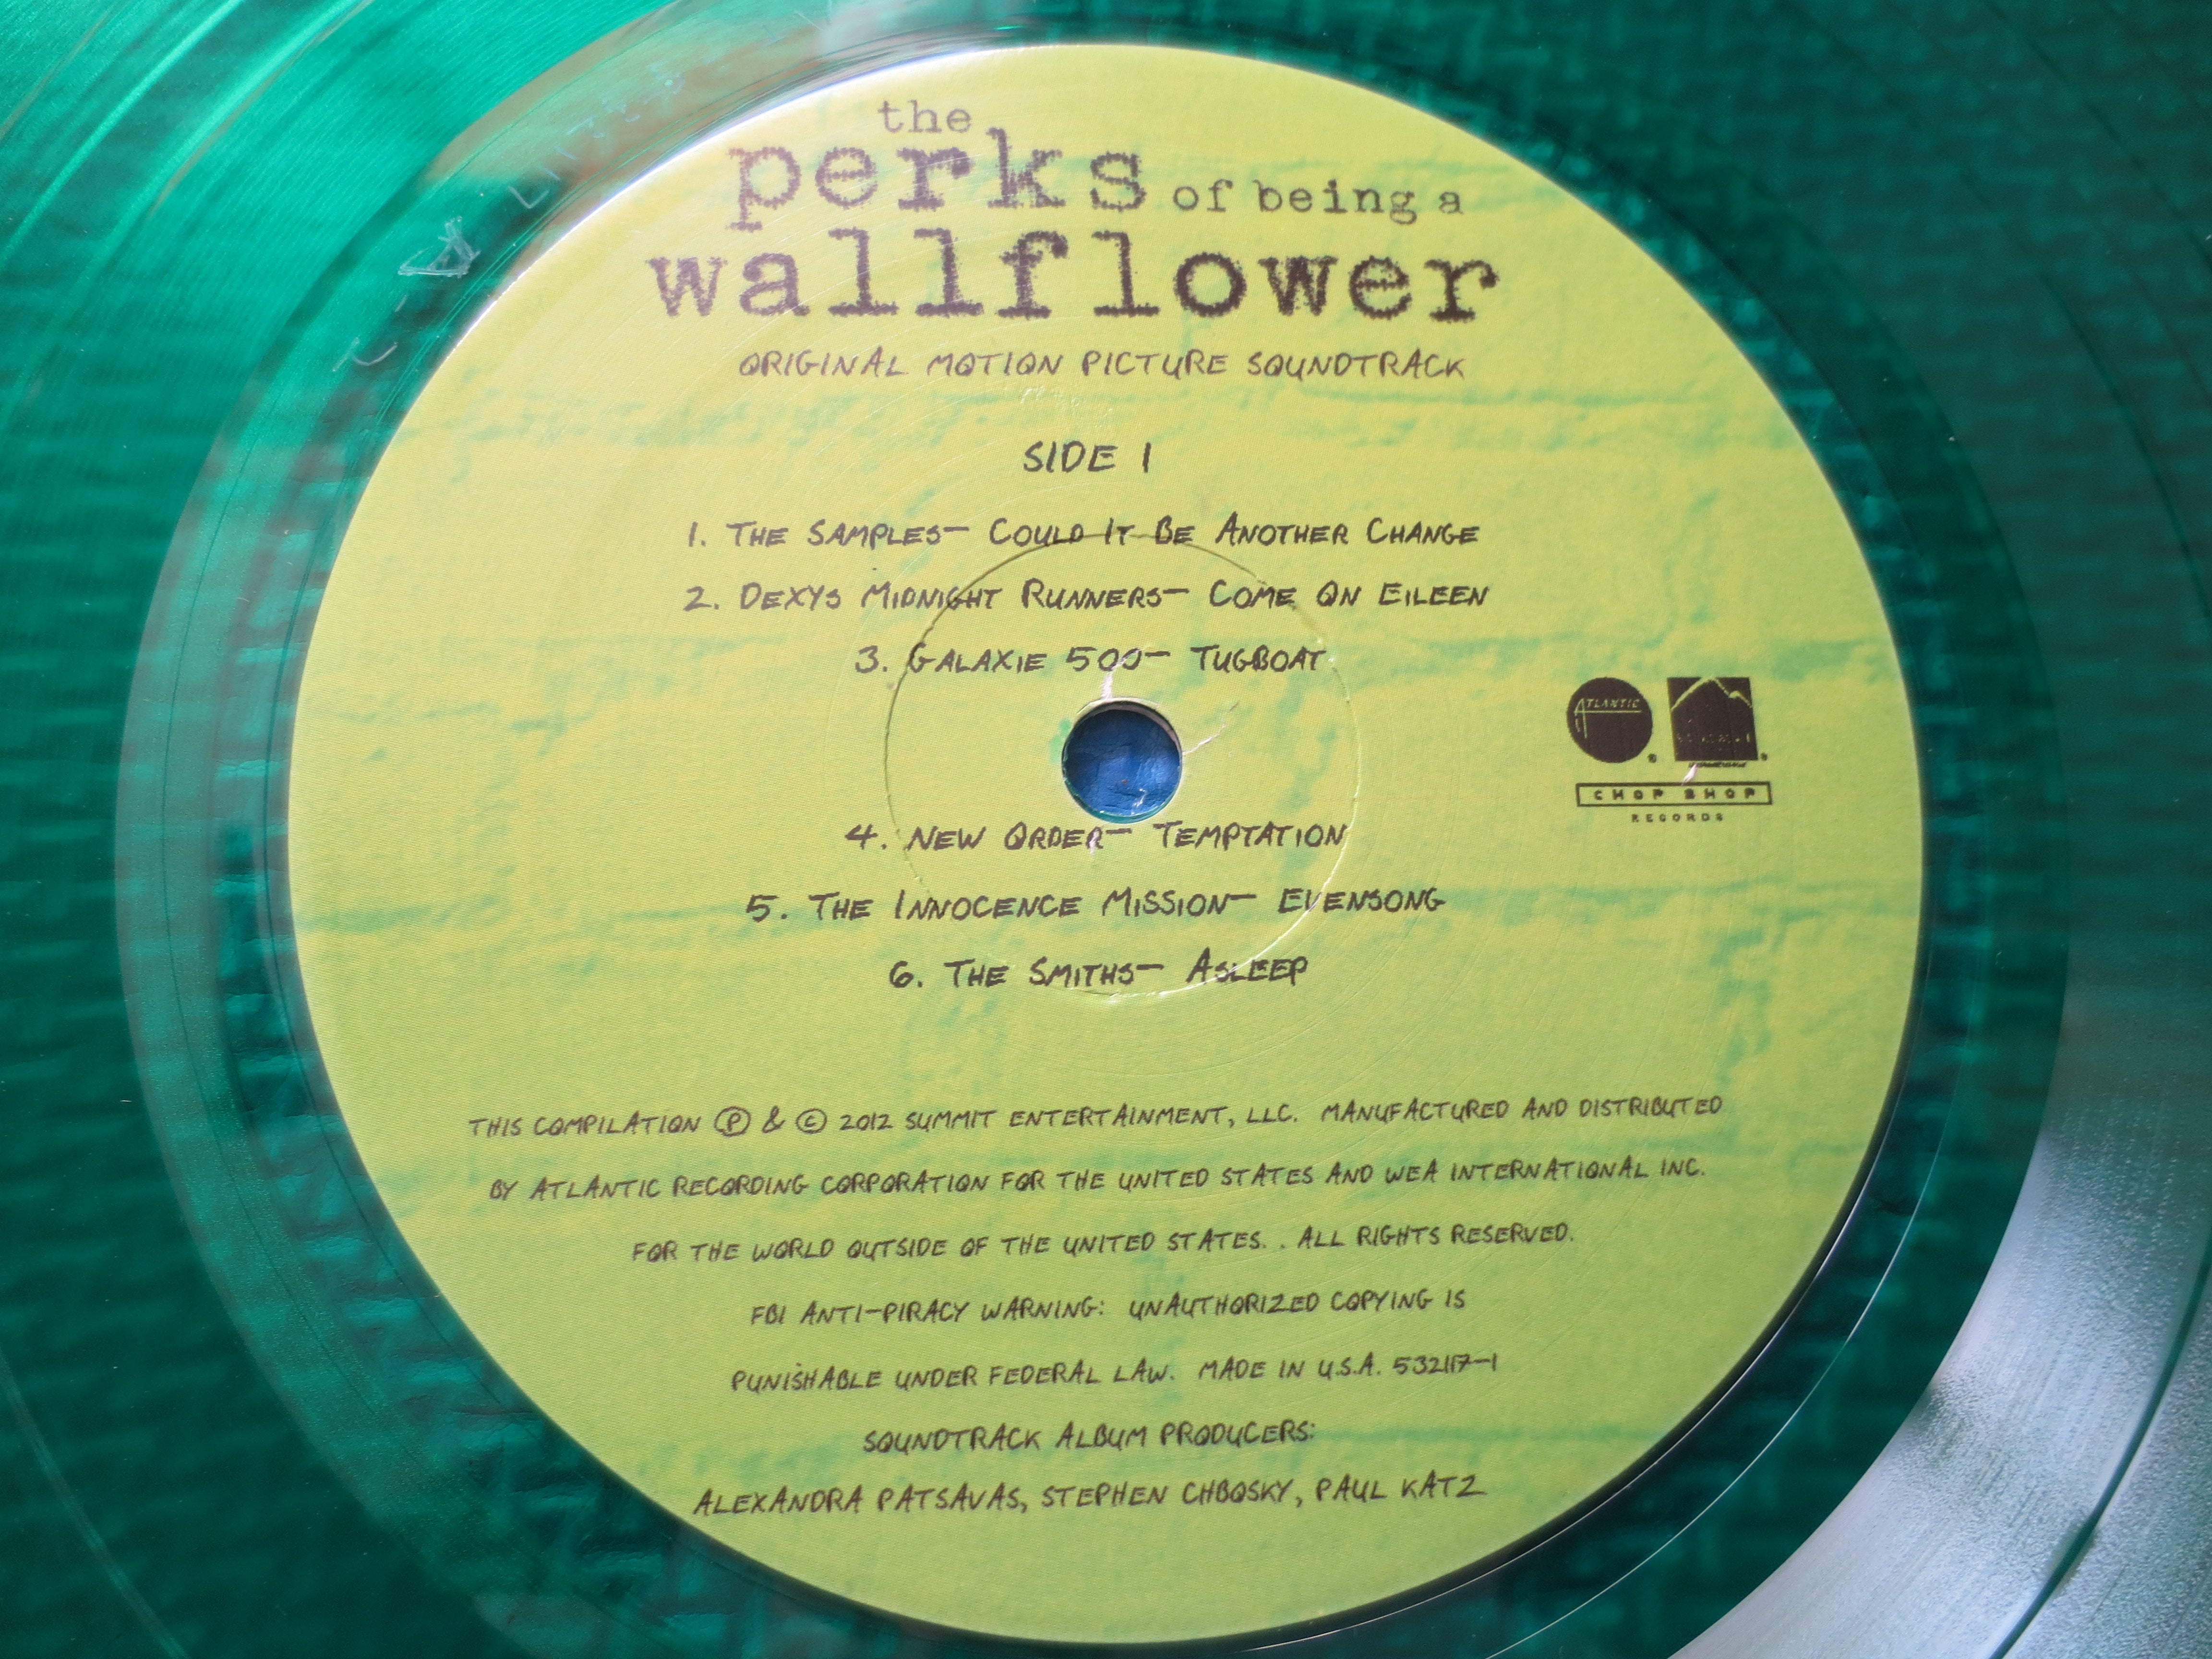 the
perks of being a
wallflower
ORIGINAL MOTION PICTURE SOUNDTRACK
SIDE 1
1. THE SAMPLES— COULD IT BE ANOTHER CHANGE
2. DEXYS MIDNIGHT RUNNERS— COME ON EILEEN
3. GALAXIE 500— TUGBOAT
ATLANTIC
CHOP SHOP
RECORDS
4. NEW ORDER— TEMPTATION
5. THE INNOCENCE MISSION— EVENSONG
6. THE SMITHS— ASLEEP
THIS COMPILATION ℗ & © 2012 SUMMIT ENTERTAINMENT, LLC. MANUFACTURED AND DISTRIBUTED
BY ATLANTIC RECORDING CORPORATION FOR THE UNITED STATES AND WEA INTERNATIONAL INC.
FOR THE WORLD OUTSIDE OF THE UNITED STATES. . ALL RIGHTS RESERVED.
FBI ANTI-PIRACY WARNING: UNAUTHORIZED COPYING IS
PUNISHABLE UNDER FEDERAL LAW. MADE IN U.S.A. 532117-1
SOUNDTRACK ALBUM PRODUCERS:
ALEXANDRA PATSAVAS, STEPHEN CHBOSKY, PAUL KATZ